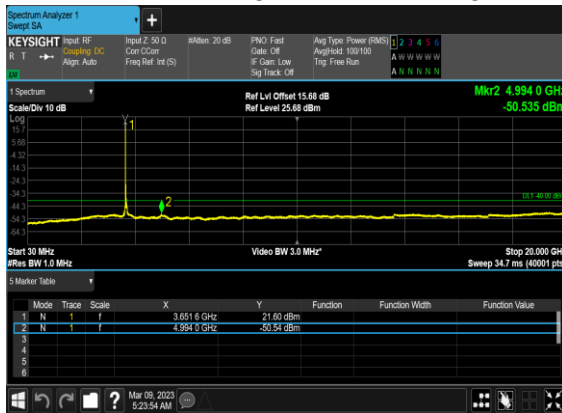 Spectrum Analyzer 1
Swept SA
+
KEYSIGHT Input: RF Input Z: 50 Ω #Atten: 20 dB PNO: Fast Avg Type: Power (RMS) 1 2 3 4 5 6
R T Coupling: DC Corr CCorr Gate: Off Avg|Hold: 100/100 A W W W W W
Align: Auto Freq Ref: Int (S) IF Gain: Low Trig: Free Run
Sig Track: Off A N N N N N
1 Spectrum Ref Lvl Offset 15.68 dB Mkr2 4.994 0 GHz
Scale/Div 10 dB Ref Level 25.68 dBm -50.535 dBm
Log
15.7
5.68
-4.32
-14.3
-24.3
-34.3
-44.3
-54.3
-64.3
1
2
DL1 -40.00 dBm
Start 30 MHz Video BW 3.0 MHz* Stop 20.000 GHz
#Res BW 1.0 MHz Sweep 34.7 ms (40001 pts)
5 Marker Table
Mode Trace Scale X Y Function Function Width Function Value
1 N 1 f 3.651 6 GHz 21.60 dBm
2 N 1 f 4.994 0 GHz -50.54 dBm
3
4
5
6
? Mar 09, 2023
5:23:54 AM